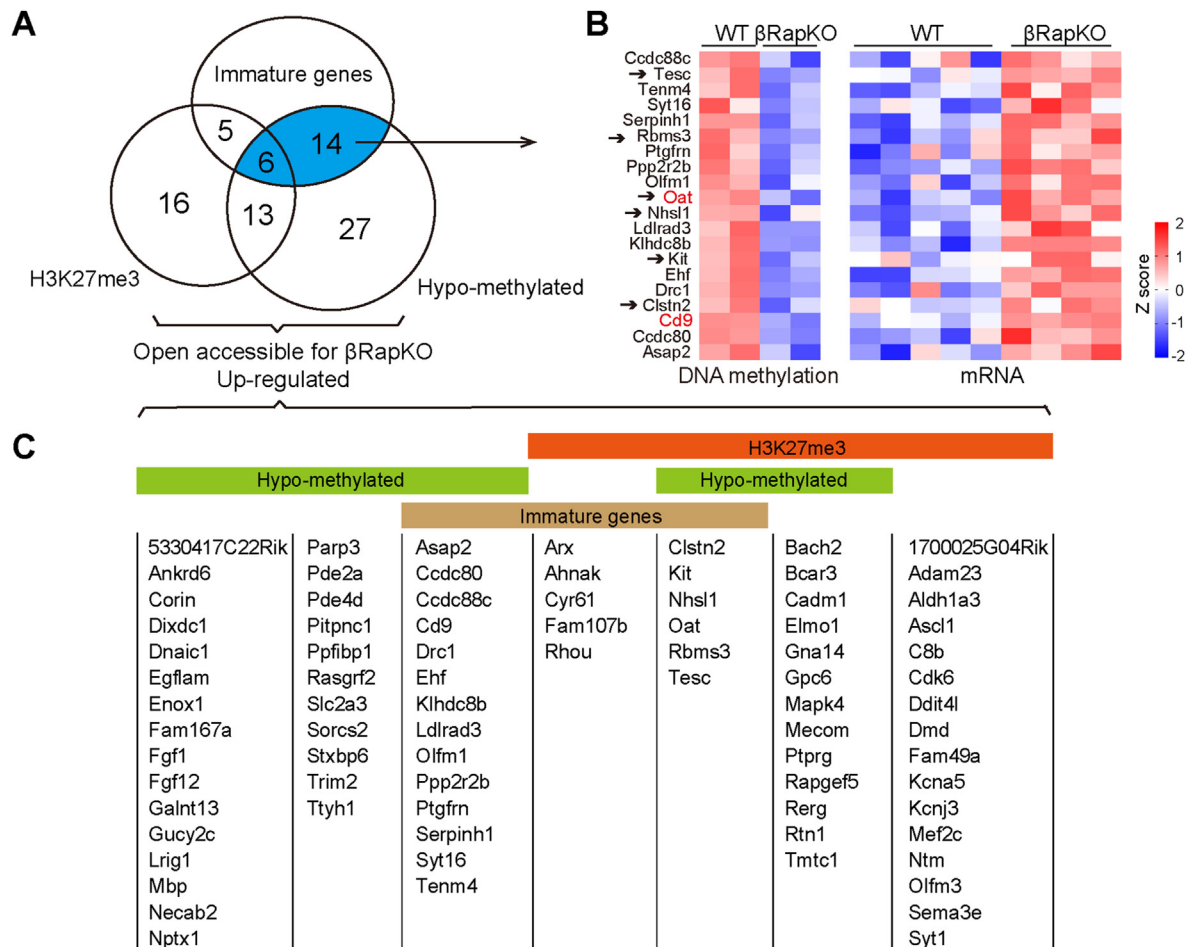 A
Immature genes
5
14
6
16
13
27
H3K27me3
Hypo-methylated
Open accessible for βRapKO
Up-regulated
B
WT βRapKO
WT
βRapKO
Ccdc88c
➔ Tesc
Tenm4
Syt16
Serpinh1
➔ Rbms3
Ptgfrn
Ppp2r2b
Olfm1
➔ Oat
➔ Nhsl1
Ldlrad3
Klhdc8b
➔ Kit
Ehf
Drc1
➔ Clstn2
Cd9
Ccdc80
Asap2
DNA methylation
mRNA
2
1
0
-1
-2
Z score
C
H3K27me3
Hypo-methylated
Hypo-methylated
Immature genes
5330417C22Rik
Ankrd6
Corin
Dixdc1
Dnaic1
Egflam
Enox1
Fam167a
Fgf1
Fgf12
Galnt13
Gucy2c
Lrig1
Mbp
Necab2
Nptx1
Parp3
Pde2a
Pde4d
Pitpnc1
Ppfibp1
Rasgrf2
Slc2a3
Sorcs2
Stxbp6
Trim2
Ttyh1
Asap2
Ccdc80
Ccdc88c
Cd9
Drc1
Ehf
Klhdc8b
Ldlrad3
Olfm1
Ppp2r2b
Ptgfrn
Serpinh1
Syt16
Tenm4
Arx
Ahnak
Cyr61
Fam107b
Rhou
Clstn2
Kit
Nhsl1
Oat
Rbms3
Tesc
Bach2
Bcar3
Cadm1
Elmo1
Gna14
Gpc6
Mapk4
Mecom
Ptprg
Rapgef5
Rerg
Rtn1
Tmtc1
1700025G04Rik
Adam23
Aldh1a3
Ascl1
C8b
Cdk6
Ddit4l
Dmd
Fam49a
Kcna5
Kcnj3
Mef2c
Ntm
Olfm3
Sema3e
Syt1